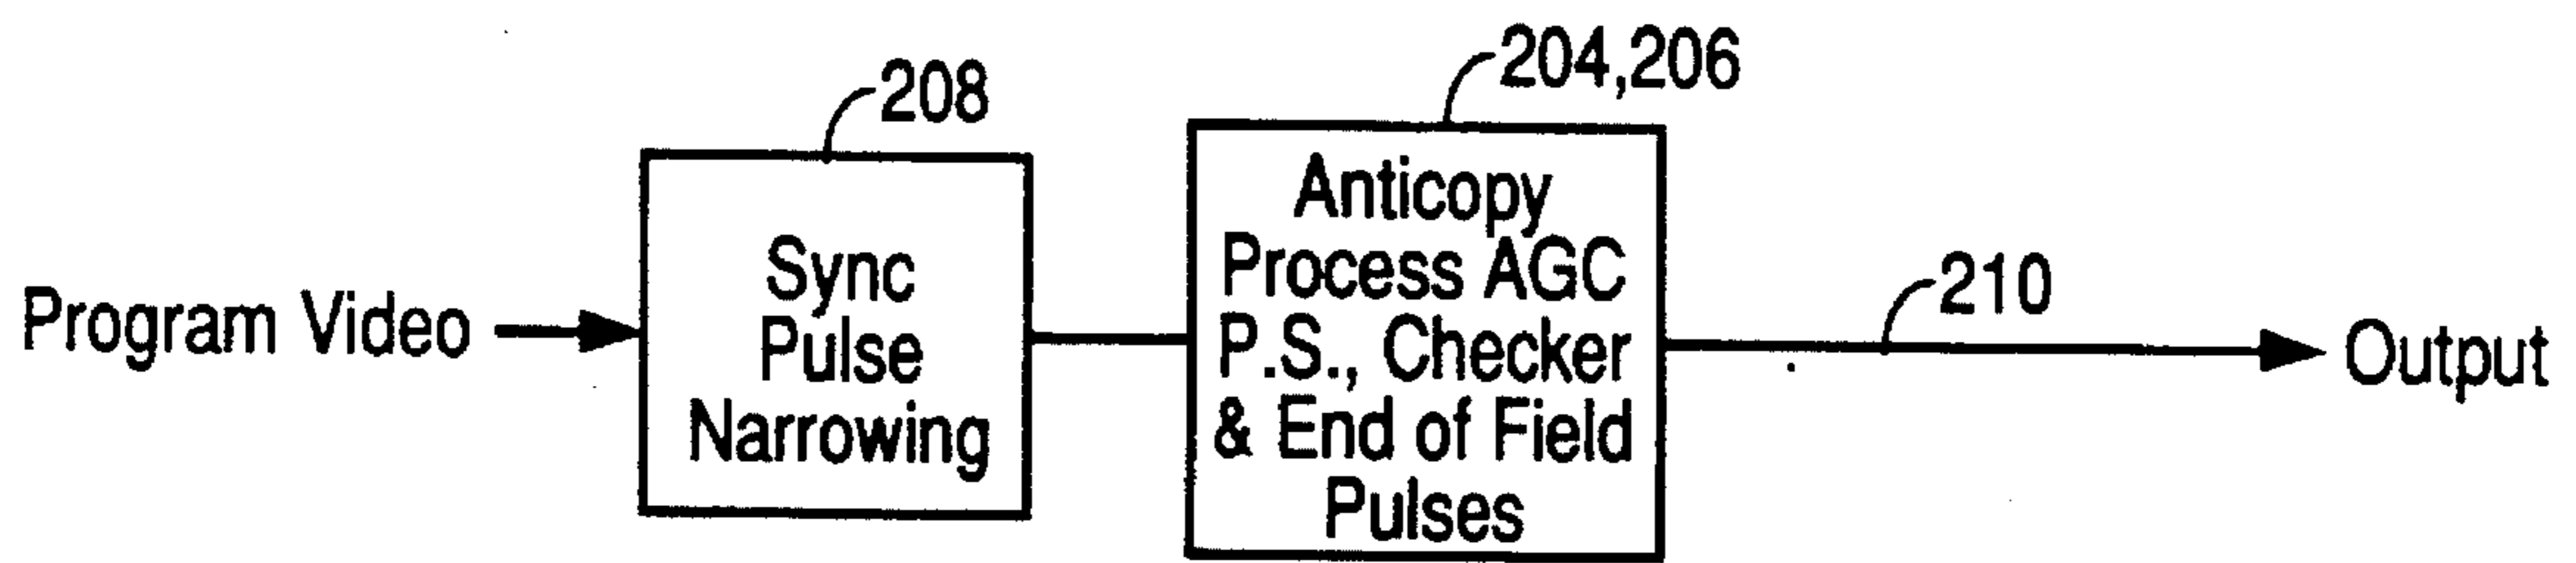 Program Video
208
Sync
Pulse
Narrowing
204,206
Anticopy
Process AGC
P.S., Checker
& End of Field
Pulses
210
Output